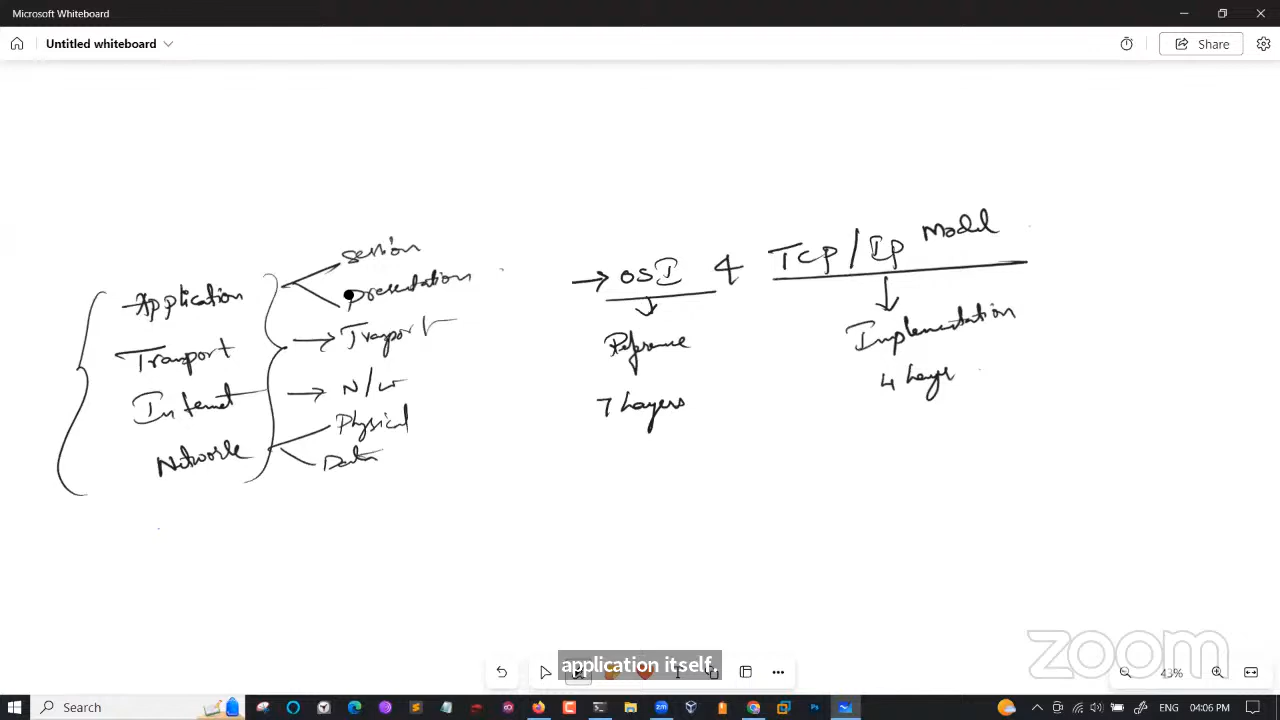 Microsoft Whiteboard
Untitled whiteboard
Share
Application
Transport
Internet
Network
session
presentation
Transport
N/W
Physical
Data
OSI & TCP/IP Model
Reference
7 Layers
Implementation
4 Layer
zoom
application itself,
43%
Search
ENG
04:06 PM